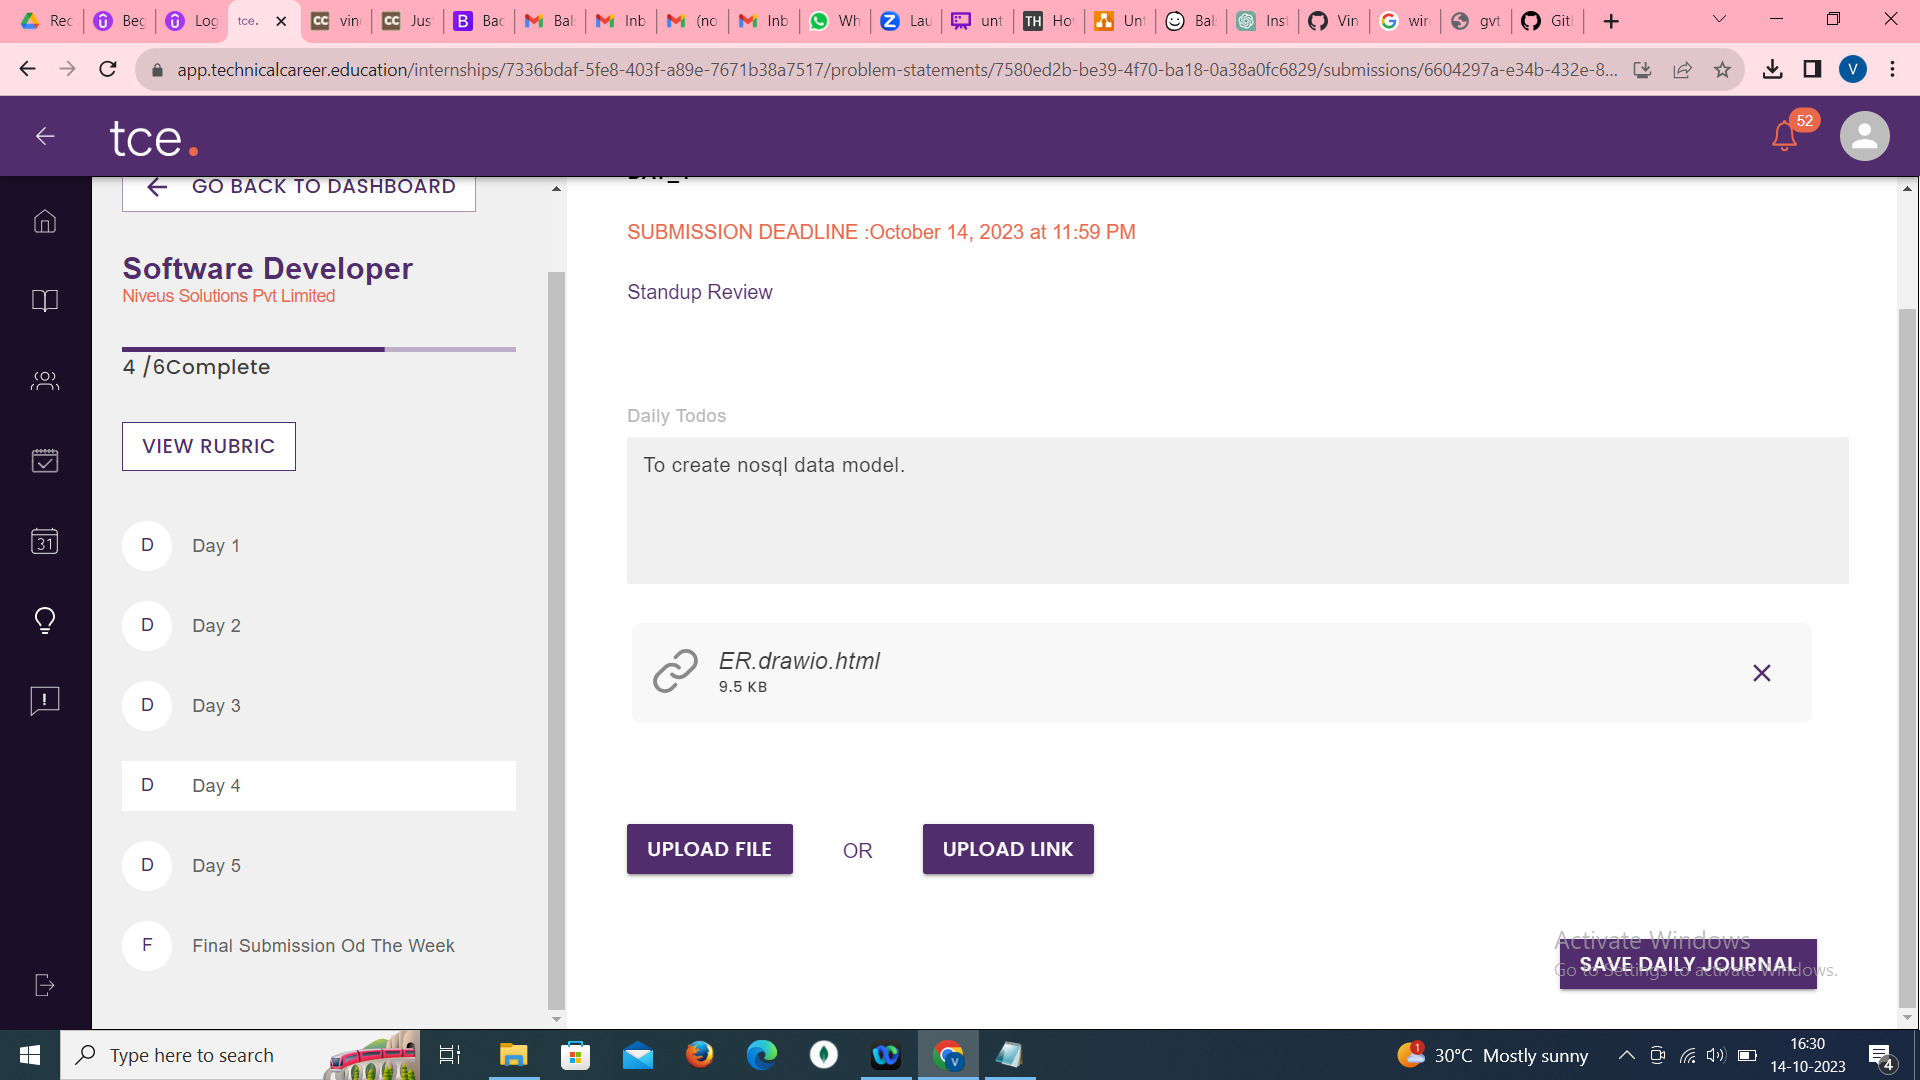 Rec
Beg
Log
tce.
vin
Jus
Bac
Bal
Inb
(no
Inb
Wh
Lau
unt
Ho
Unt
Bal
Inst
Vin
wir
gvt
Git
app.technicalcareer.education/internships/7336bdaf-5fe8-403f-a89e-7671b38a7517/problem-statements/7580ed2b-be39-4f70-ba18-0a38a0fc6829/submissions/6604297a-e34b-432e-8...
V
tce.
52
GO BACK TO DASHBOARD
Software Developer
Niveus Solutions Pvt Limited
4 /6Complete
VIEW RUBRIC
D Day 1
D Day 2
D Day 3
D Day 4
D Day 5
F Final Submission Od The Week
31
SUBMISSION DEADLINE :October 14, 2023 at 11:59 PM
Standup Review
Daily Todos
To create nosql data model.
ER.drawio.html
9.5 KB
UPLOAD FILE
OR
UPLOAD LINK
SAVE DAILY JOURNAL
Activate Windows
Go to Settings to activate Windows.
Type here to search
30°C Mostly sunny
16:30
14-10-2023
4